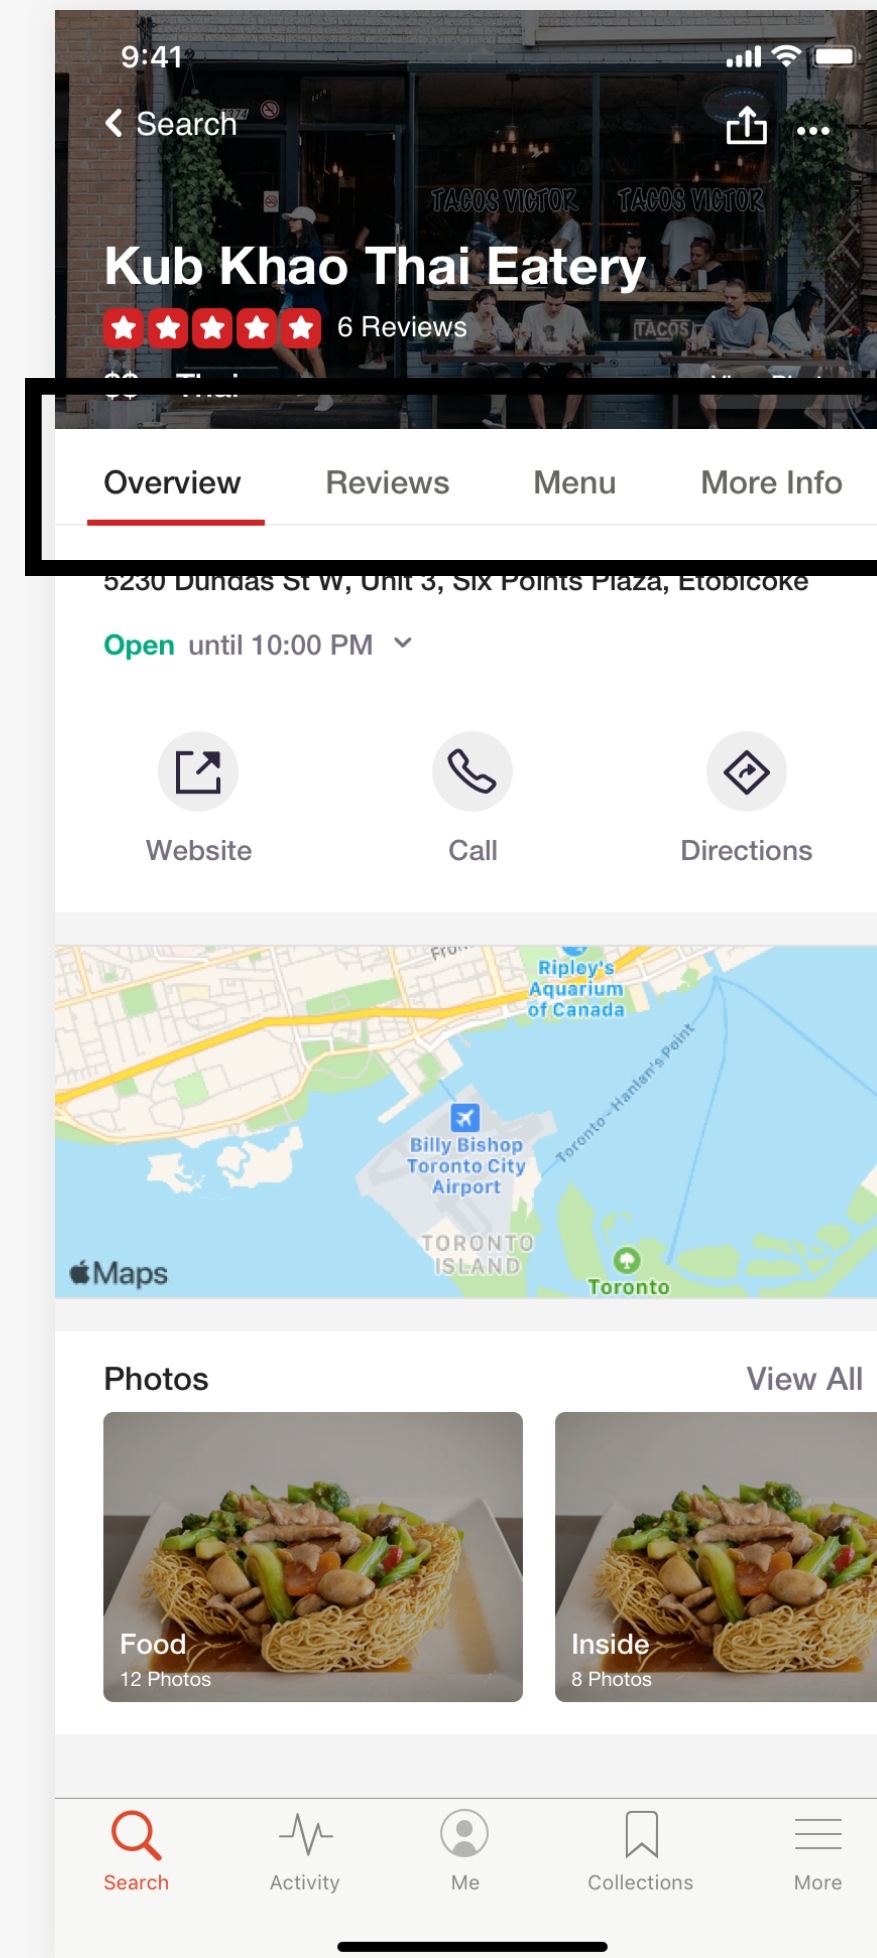 9:41
Search
1274
TACOS VICTOR TACOS VICTOR
Kub Khao Thai Eatery
6 Reviews
TACOS
$$ Thai
Overview Reviews Menu More Info
5230 Dundas St W, Unit 3, Six Points Plaza, Etobicoke
Open until 10:00 PM
Website Call Directions
Ripley's
Aquarium
of Canada
Toronto - Hanlan's Point
Billy Bishop
Toronto City
Airport
TORONTO
ISLAND
Toronto
Maps
Photos View All
Food
12 Photos
Inside
8 Photos
Search Activity Me Collections More